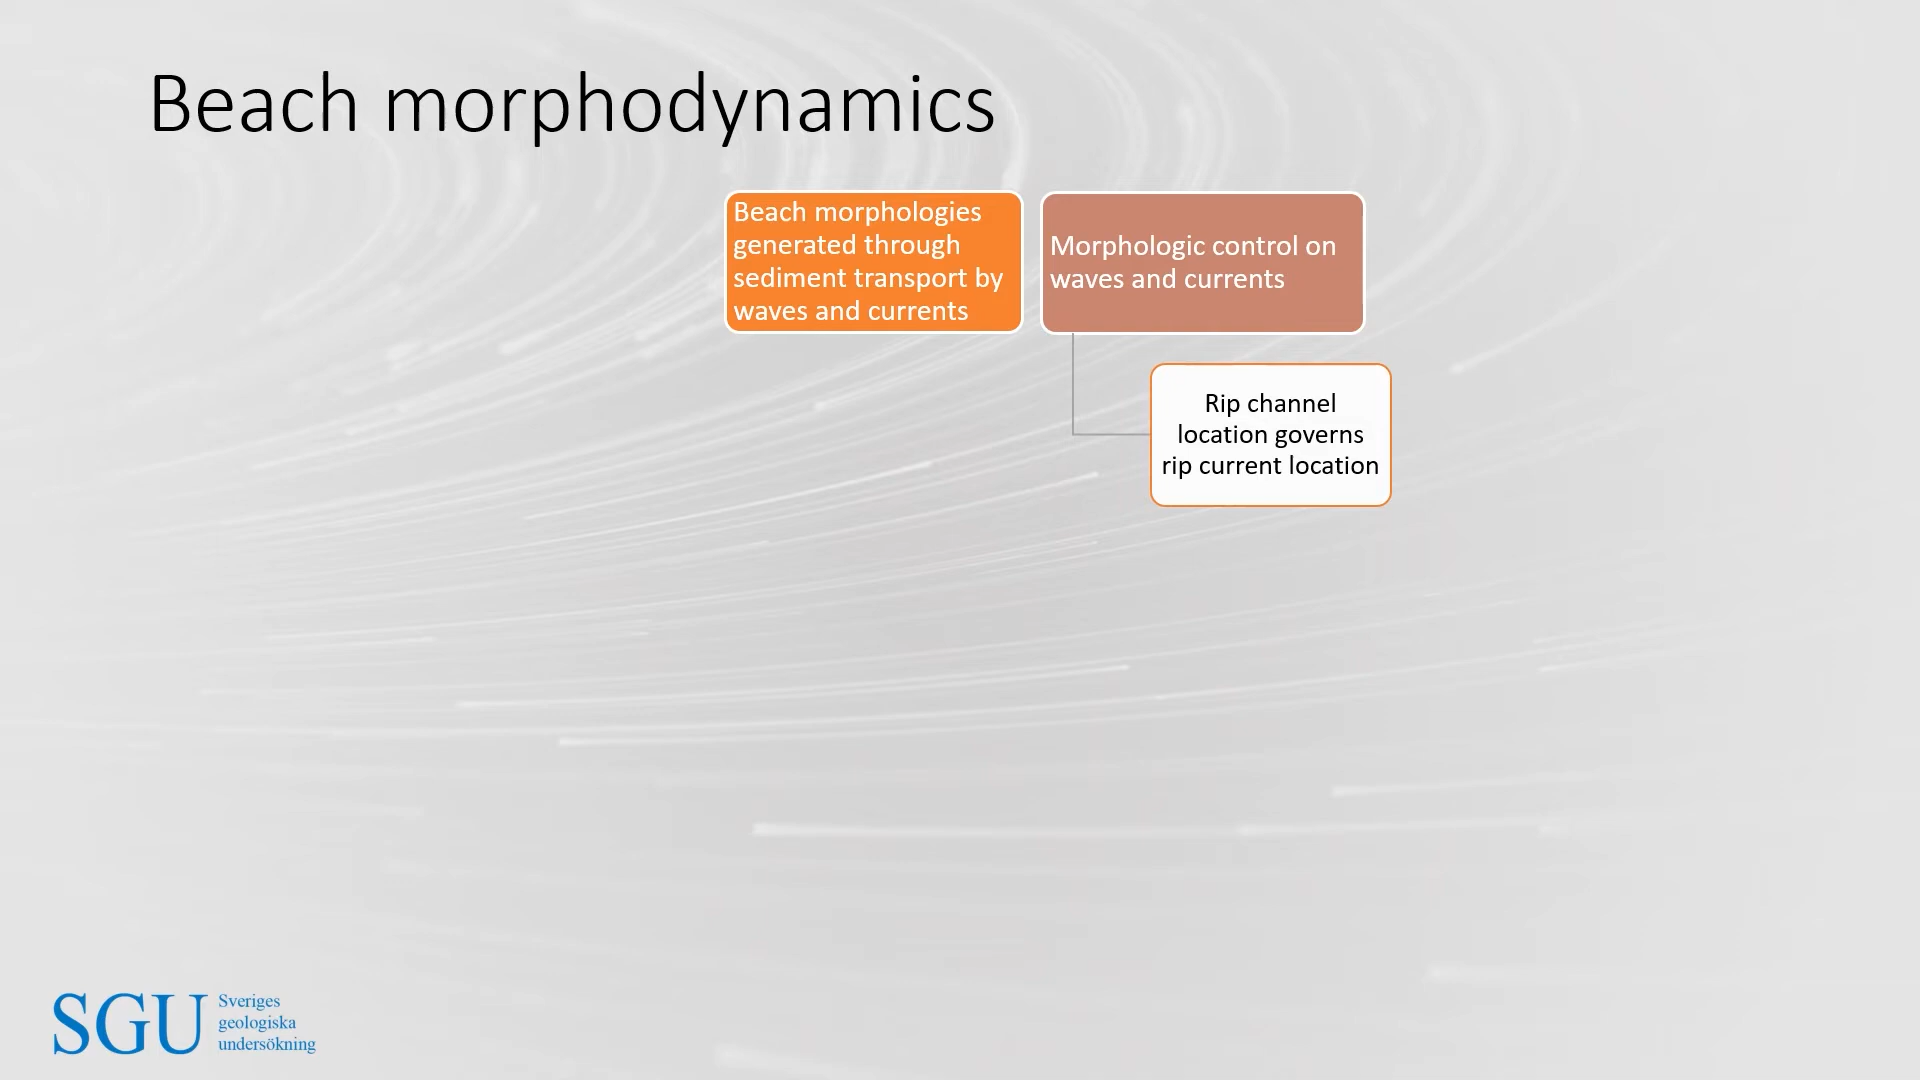 Beach morphodynamics
Beach morphologies
generated through
sediment transport by
waves and currents
Morphologic control on
waves and currents
Rip channel
location governs
rip current location
SGU
Sveriges
geologiska
undersökning